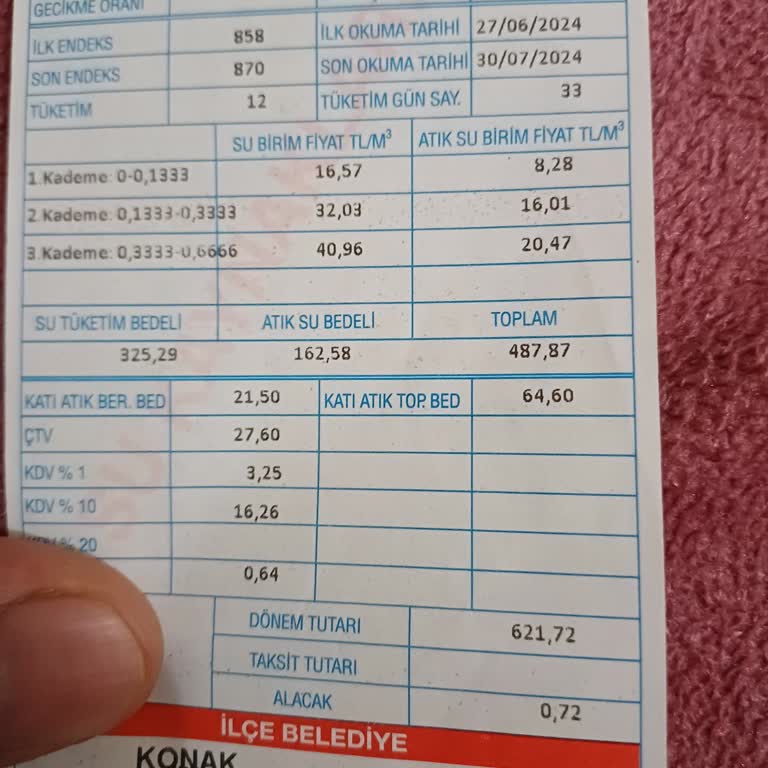 GECİKME ORANI
İLK ENDEKS 858 İLK OKUMA TARİHİ 27/06/2024
SON ENDEKS 870 SON OKUMA TARİHİ 30/07/2024
TÜKETİM 12 TÜKETİM GÜN SAY. 33
SU BİRİM FİYAT TL/M³ ATIK SU BİRİM FİYAT TL/M³
1.Kademe: 0-0,1333 16,57 8,28
2.Kademe: 0,1333-0,3333 32,03 16,01
3.Kademe: 0,3333-0,6666 40,96 20,47
SU TÜKETİM BEDELİ ATIK SU BEDELİ TOPLAM
325,29 162,58 487,87
KATI ATIK BER. BED 21,50 KATI ATIK TOP. BED 64,60
ÇTV 27,60
KDV % 1 3,25
KDV % 10 16,26
KDV % 20
0,64
DÖNEM TUTARI 621,72
TAKSİT TUTARI
ALACAK 0,72
İLÇE BELEDİYE
KONAK